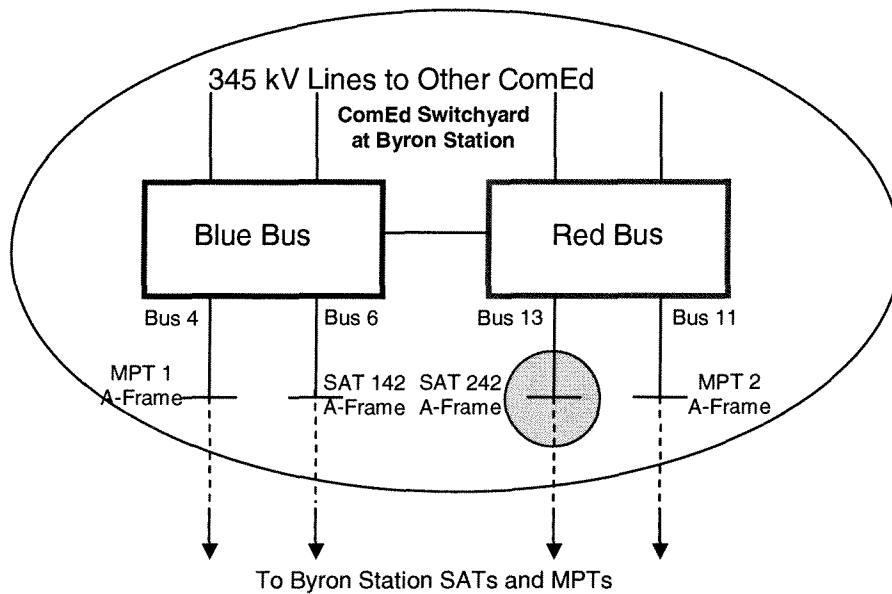 345 kV Lines to Other ComEd
ComEd Switchyard
at Byron Station
Blue Bus
Red Bus
Bus 4
Bus 6
Bus 13
Bus 11
MPT 1
A-Frame
SAT 142
A-Frame
SAT 242
A-Frame
MPT 2
A-Frame
To Byron Station SATs and MPTs